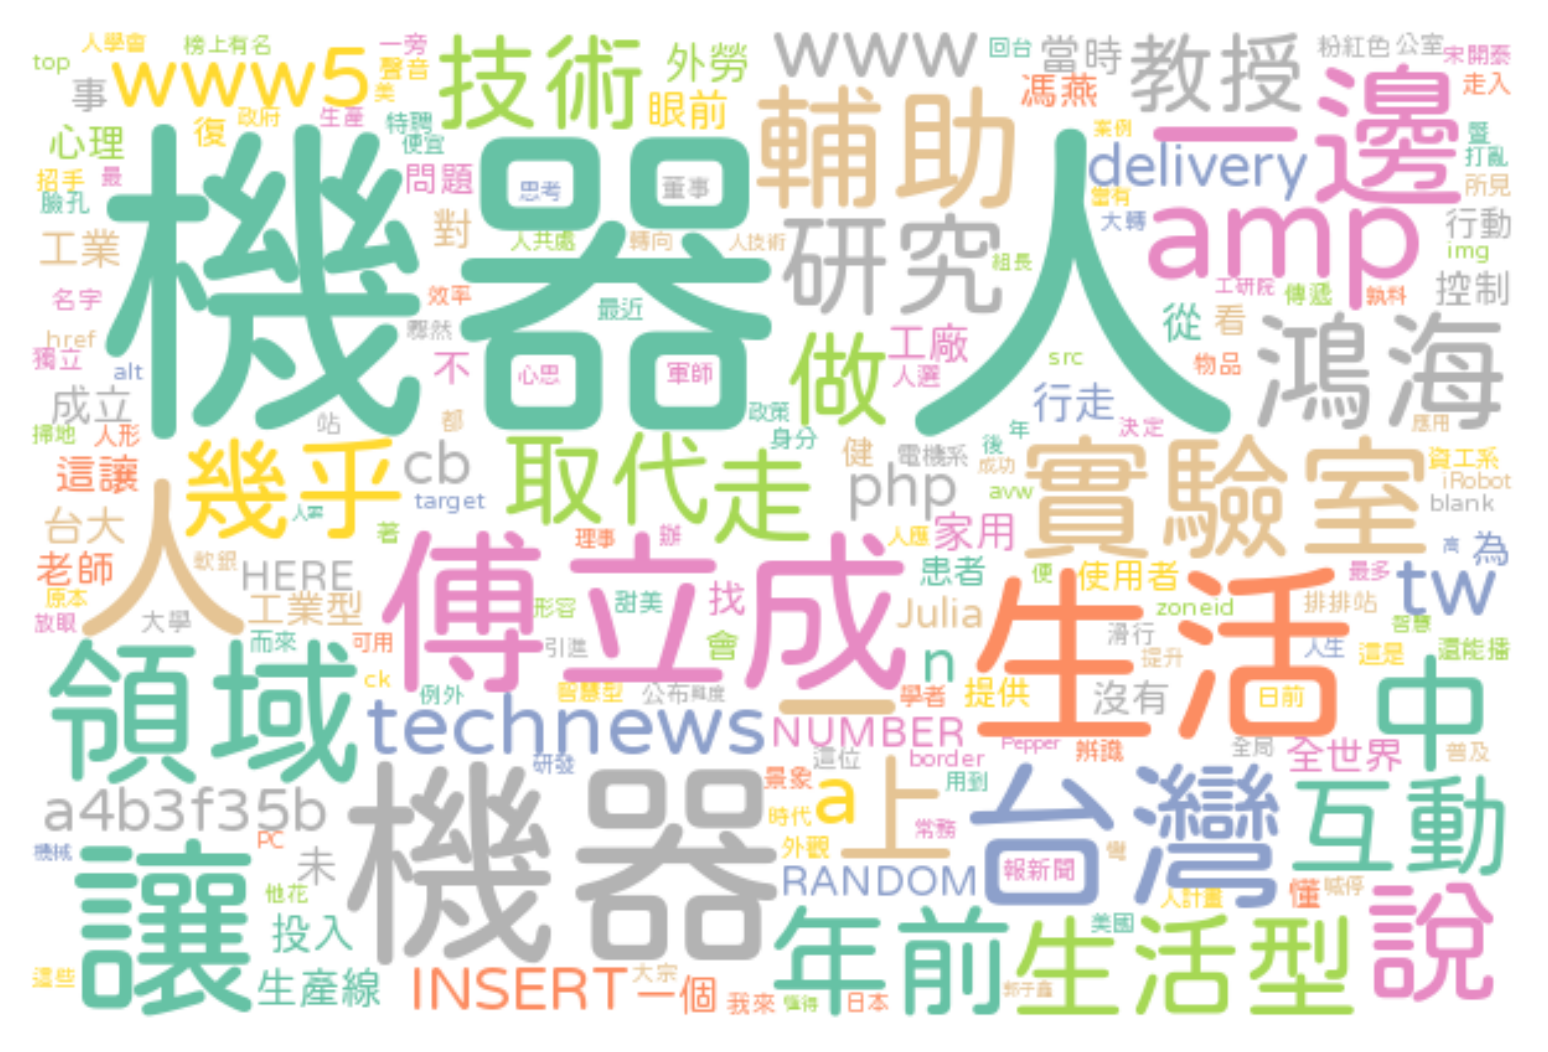 top
人學會
榜上有名
一旁
技術
外勞
www
回台
當時
教授
粉紅色
公室
宋開泰
事
www5
聲音
美
眼前
馮燕
走入
心理
復
政府
生產
特聘
便宜
輔助
案例
一邊
暨
打亂
招手
最
臉孔
問題
思考
董事
delivery
當有
所見
機器人
工業
對
人共處
轉向
人技術
研究
組長
大轉
amp
行動
img
名字
效率
最近
工研院
傳遞
執料
控制
href
驟然
從
看
獨立
alt
不
心思
軍師
做
工廠
人選
src
物品
鴻海
成立
站
都
政策
行走
決定
應用
掃地
人形
身分
年
這讓
幾乎
cb
取代
走
健
電機系
後
成功
實驗室
資工系
iRobot
target
php
avw
blank
台大
人
著
理事
辦
人應
家用
高
為
老師
軟銀
HERE
傅立成
患者
便
使用者
最多
tw
原本
工業型
形容
甜美
找
Julia
生活
zoneid
排排站
智慧
放眼
大學
而來
可用
引進
會
n
滑行
提升
人生
這是
還能播
領域
ck
例外
智慧型
公布
一
學者
提供
沒有
日前
中
technews
NUMBER
Pepper
辨識
全局
全世界
普及
研發
這位
border
a4b3f35b
機器
景象
a
上
用到
台灣
互動
時代
機械
PC
未
外觀
常務
報新聞
讓
他花
RANDOM
人計畫
懂
喊停
說
投入
年前
美國
生活型
這些
生產線
INSERT
大宗
一個
我來
懂得
日本
郭子鑫